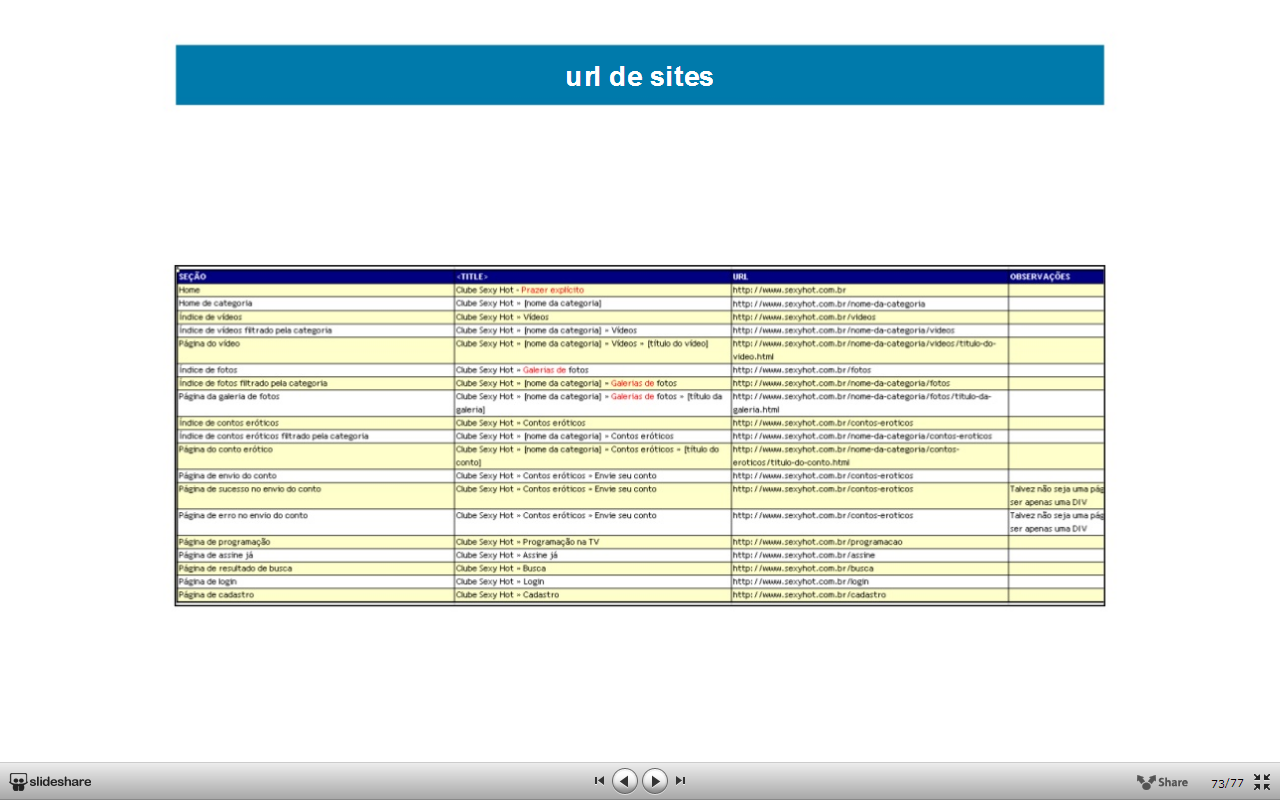 url de sites
SEÇÃO <TITLE> URL OBSERVAÇÕES
Home Clube Sexy Hot - Prazer explícito http://www.sexyhot.com.br
Home de categoria Clube Sexy Hot » [nome da categoria] http://www.sexyhot.com.br/nome-da-categoria
Índice de vídeos Clube Sexy Hot » Vídeos http://www.sexyhot.com.br/videos
Índice de vídeos filtrado pela categoria Clube Sexy Hot » [nome da categoria] » Vídeos http://www.sexyhot.com.br/nome-da-categoria/videos
Página do vídeo Clube Sexy Hot » [nome da categoria] » Vídeos » [título do vídeo] http://www.sexyhot.com.br/nome-da-categoria/videos/titulo-do-
video.html
Índice de fotos Clube Sexy Hot » Galerias de fotos http://www.sexyhot.com.br/fotos
Índice de fotos filtrado pela categoria Clube Sexy Hot » [nome da categoria] » Galerias de fotos http://www.sexyhot.com.br/nome-da-categoria/fotos
Página da galeria de fotos Clube Sexy Hot » [nome da categoria] » Galerias de fotos » [título da http://www.sexyhot.com.br/nome-da-categoria/fotos/titulo-da-
galeria] galeria.html
Índice de contos eróticos Clube Sexy Hot » Contos eróticos http://www.sexyhot.com.br/contos-eroticos
Índice de contos eróticos filtrado pela categoria Clube Sexy Hot » [nome da categoria] » Contos eróticos http://www.sexyhot.com.br/nome-da-categoria/contos-eroticos
Página do conto erótico Clube Sexy Hot » [nome da categoria] » Contos eróticos » [título do http://www.sexyhot.com.br/nome-da-categoria/contos-
conto] eroticos/titulo-do-conto.html
Página de envio do conto Clube Sexy Hot » Contos eróticos » Envie seu conto http://www.sexyhot.com.br/contos-eroticos
Página de sucesso no envio do conto Clube Sexy Hot » Contos eróticos » Envie seu conto http://www.sexyhot.com.br/contos-eroticos Talvez não seja uma pág
ser apenas uma DIV
Página de erro no envio do conto Clube Sexy Hot » Contos eróticos » Envie seu conto http://www.sexyhot.com.br/contos-eroticos Talvez não seja uma pág
ser apenas uma DIV
Página de programação Clube Sexy Hot » Programação na TV http://www.sexyhot.com.br/programacao
Página de assine já Clube Sexy Hot » Assine já http://www.sexyhot.com.br/assine
Página de resultado de busca Clube Sexy Hot » Busca http://www.sexyhot.com.br/busca
Página de login Clube Sexy Hot » Login http://www.sexyhot.com.br/login
Página de cadastro Clube Sexy Hot » Cadastro http://www.sexyhot.com.br/cadastro
slideshare Share 73/77